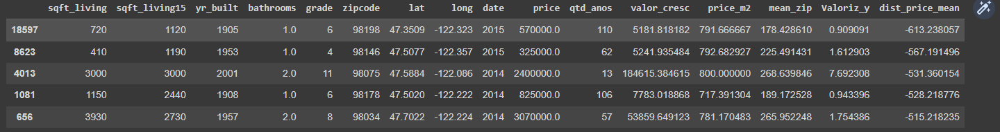 sqft_living sqft_living15 yr_built bathrooms grade zipcode lat long date price qtd_anos valor_cresc price_m2 mean_zip Valoriz_y dist_price_mean
18597 720 1120 1905 1.0 6 98198 47.3509 -122.323 2015 570000.0 110 5181.818182 791.666667 178.428610 0.909091 -613.238057
8623 410 1190 1953 1.0 4 98146 47.5077 -122.357 2015 325000.0 62 5241.935484 792.682927 225.491431 1.612903 -567.191496
4013 3000 3000 2001 2.0 11 98075 47.5884 -122.086 2014 2400000.0 13 184615.384615 800.000000 268.639846 7.692308 -531.360154
1081 1150 2440 1908 1.0 6 98178 47.5020 -122.222 2014 825000.0 106 7783.018868 717.391304 189.172528 0.943396 -528.218776
656 3930 2730 1957 2.0 8 98034 47.7022 -122.224 2014 3070000.0 57 53859.649123 781.170483 265.952248 1.754386 -515.218235